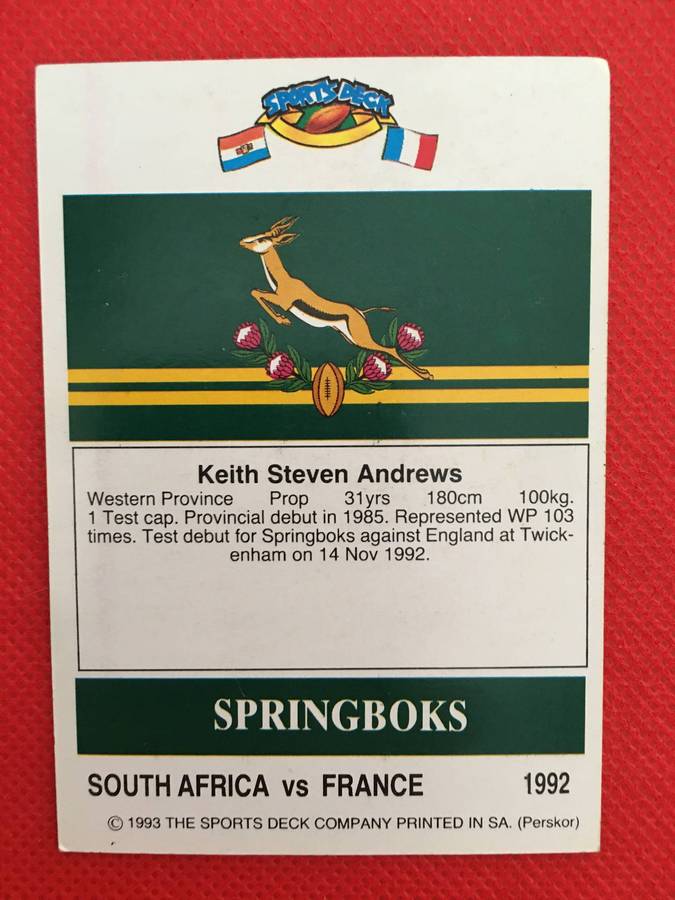 SPORTS DECK
Keith Steven Andrews
Western Province Prop 31yrs 180cm 100kg.
1 Test cap. Provincial debut in 1985. Represented WP 103
times. Test debut for Springboks against England at Twick-
enham on 14 Nov 1992.
SPRINGBOKS
SOUTH AFRICA vs FRANCE 1992
© 1993 THE SPORTS DECK COMPANY PRINTED IN SA. (Perskor)